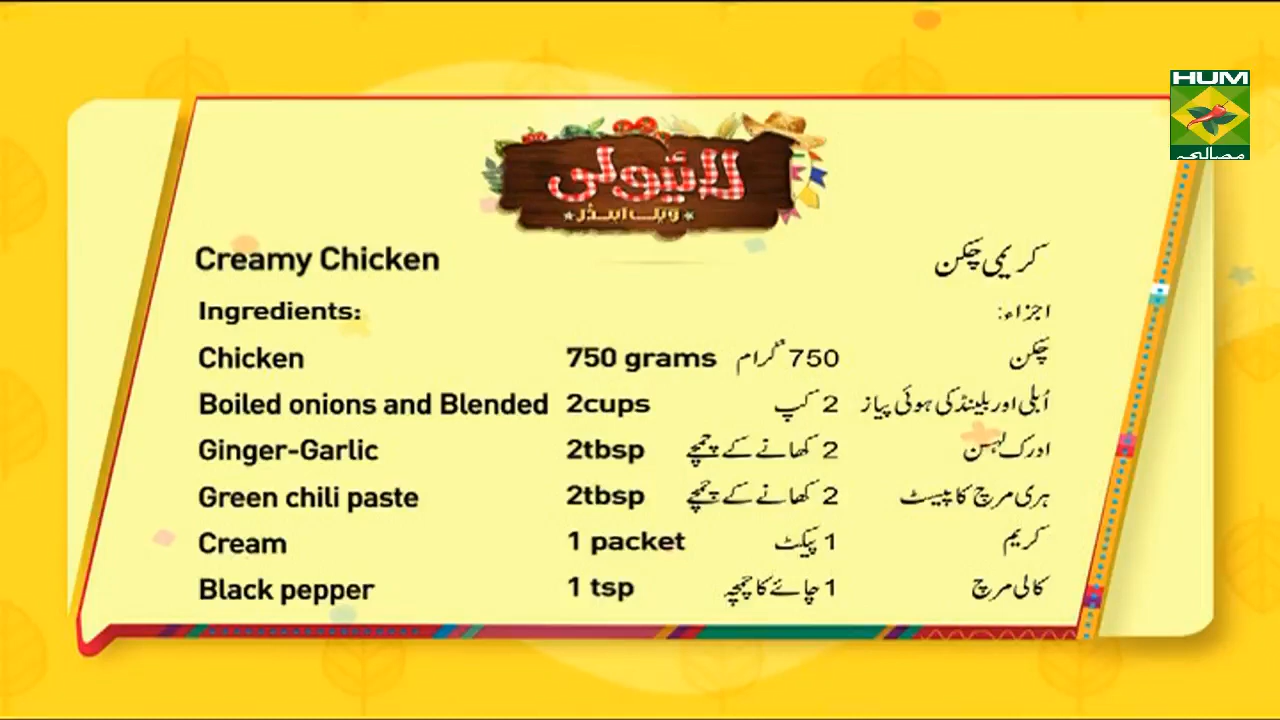 HUM
مصالحہ
لائیولی
ویک اینڈز
Creamy Chicken کریمی چکن
Ingredients: اجزاء:
Chicken 750 grams 750 گرام چکن
Boiled onions and Blended 2cups 2 کپ اُبلی اور بلینڈ کی ہوئی پیاز
Ginger-Garlic 2tbsp 2 کھانے کے چمچے ادرک لہسن
Green chili paste 2tbsp 2 کھانے کے چمچے ہری مرچ کا پیسٹ
Cream 1 packet 1 پیکٹ کریم
Black pepper 1 tsp 1 چائے کا چمچہ کالی مرچ